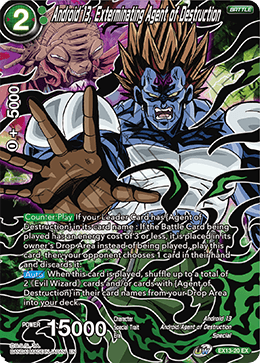 2
Android 13, Exterminating Agent of Destruction
BATTLE
0 + 5000
Counter:Play If your Leader Card has {Agent of
Destruction} in its card name : If the Battle Card being
played has an energy cost of 3 or less, it is placed in its
owner's Drop Area instead of being played, play this
card, then your opponent chooses 1 card in their hand
and discards it.
Auto When this card is played, shuffle up to a total of
2 《Evil Wizard》 cards and/or cards with {Agent of
Destruction} in their card names from your Drop Area
into your deck.
POWER 15000
Character Android 13
Special Trait Android/Agent of Destruction
Special
EX13-20 EX